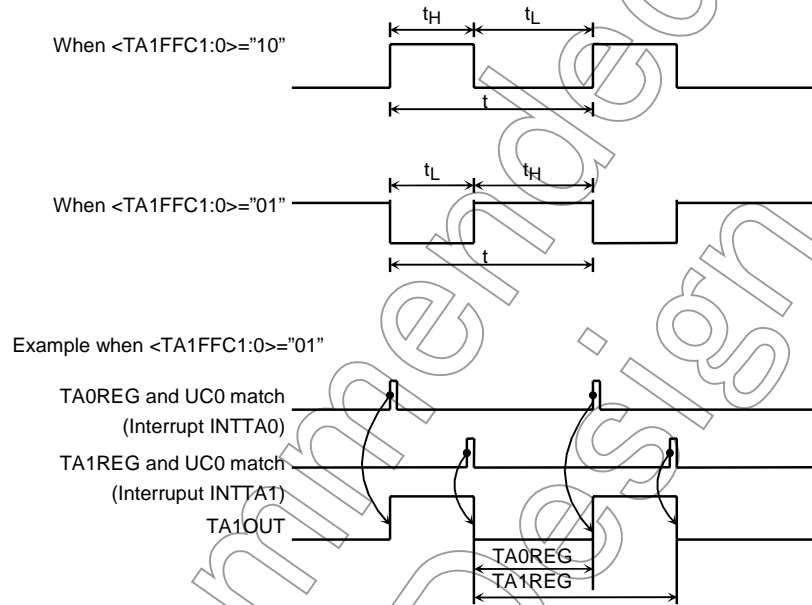 tH tL
When <TA1FFC1:0>="10"
t
tL tH
When <TA1FFC1:0>="01"
t
Example when <TA1FFC1:0>="01"
TA0REG and UC0 match
(Interrupt INTTA0)
TA1REG and UC0 match
(Interruput INTTA1)
TA1OUT
TA0REG
TA1REG